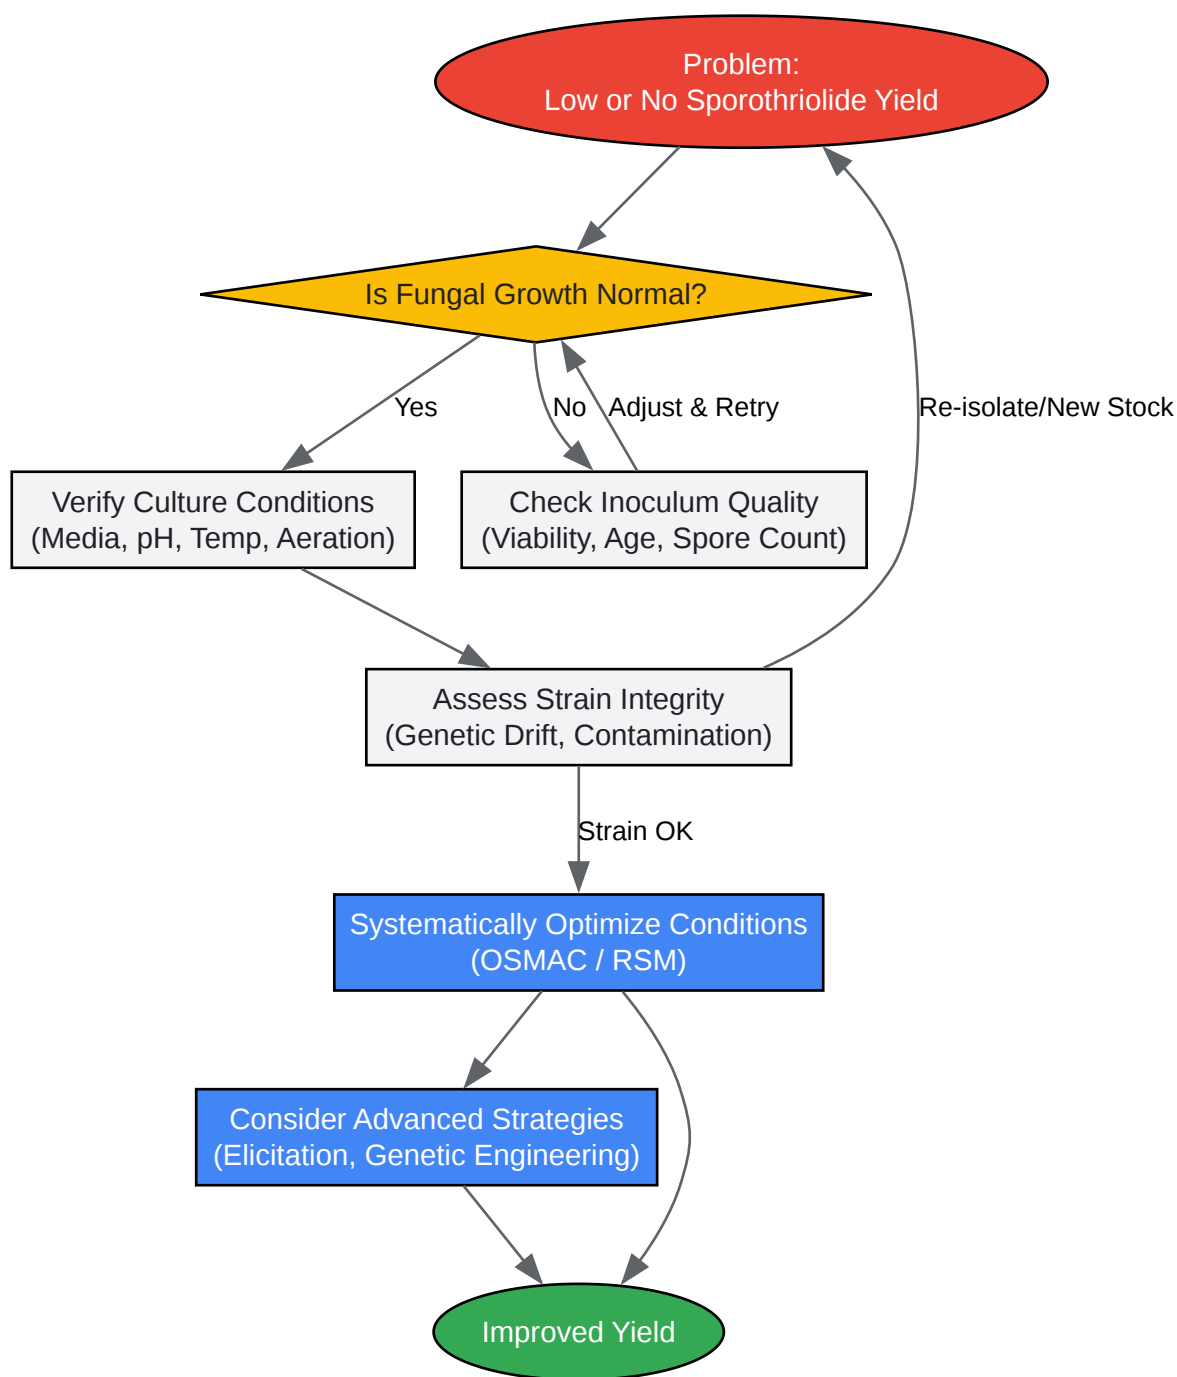 Problem:
Low or No Sporothriolide Yield
Is Fungal Growth Normal?
Yes
No
Adjust & Retry
Re-isolate/New Stock
Verify Culture Conditions
(Media, pH, Temp, Aeration)
Check Inoculum Quality
(Viability, Age, Spore Count)
Assess Strain Integrity
(Genetic Drift, Contamination)
Strain OK
Systematically Optimize Conditions
(OSMAC / RSM)
Consider Advanced Strategies
(Elicitation, Genetic Engineering)
Improved Yield